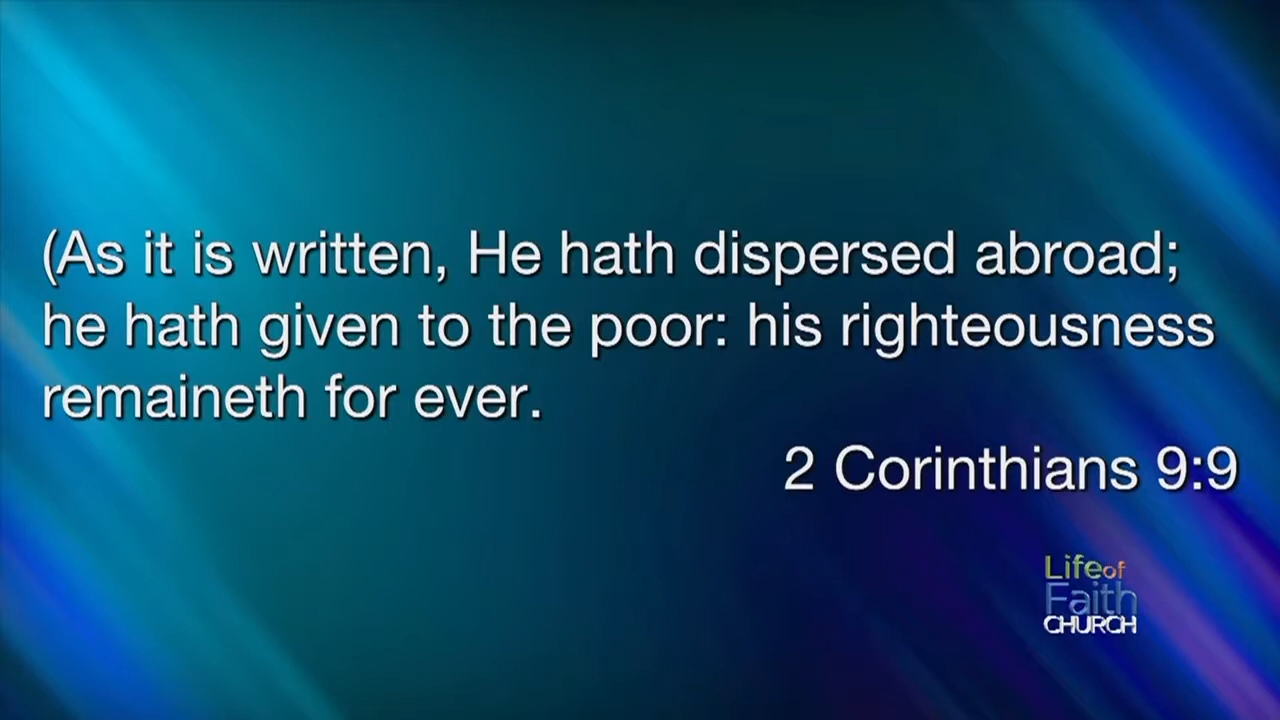 (As it is written, He hath dispersed abroad;
he hath given to the poor: his righteousness
remaineth for ever.
2 Corinthians 9:9
Life of
Faith
CHURCH